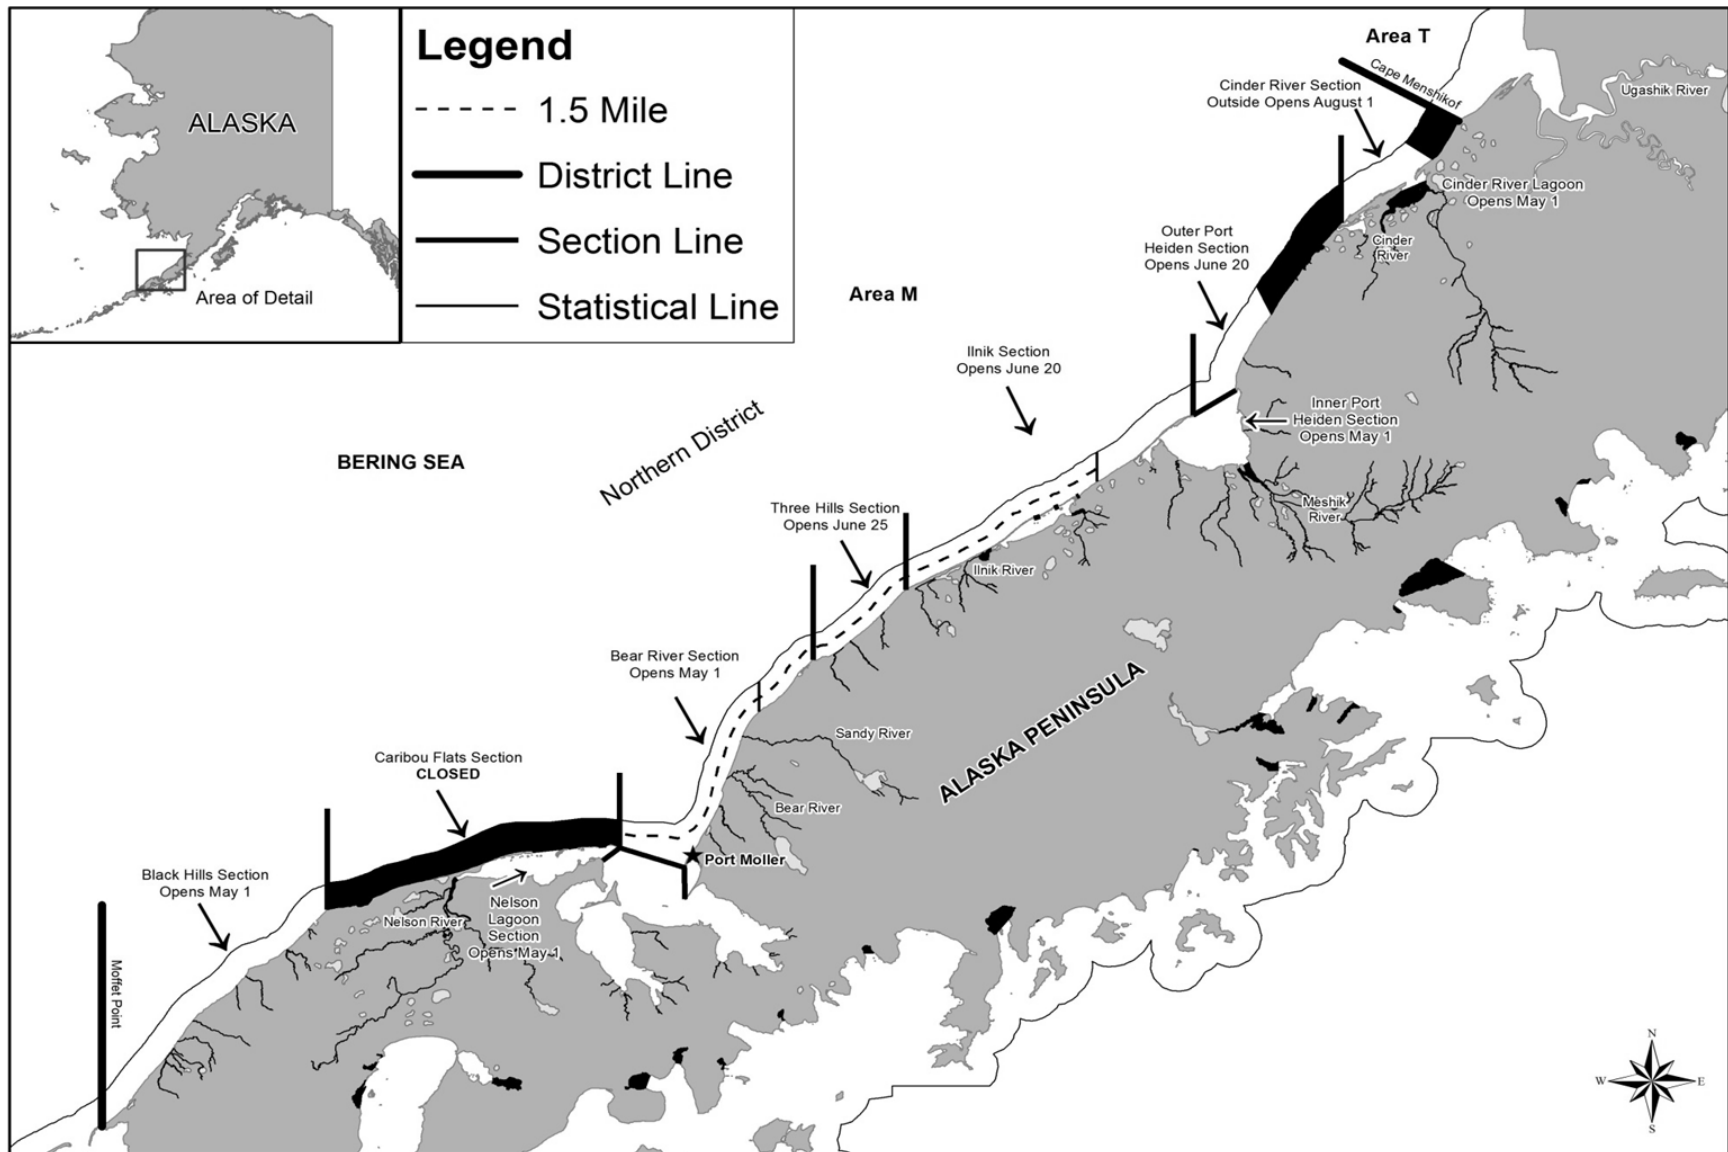 ALASKA
Area of Detail
Legend
1.5 Mile
District Line
Section Line
Statistical Line
Area T
Cape Menshikof
Cinder River Section
Outside Opens August 1
Ugashik River
Cinder River Lagoon
Opens May 1
Cinder
River
Outer Port
Heiden Section
Opens June 20
Area M
Ilnik Section
Opens June 20
Inner Port
Heiden Section
Opens May 1
Meshik
River
BERING SEA
Northern District
Three Hills Section
Opens June 25
Ilnik River
Bear River Section
Opens May 1
Sandy River
ALASKA PENINSULA
Caribou Flats Section
CLOSED
Bear River
Port Moller
Black Hills Section
Opens May 1
Nelson River
Nelson
Lagoon
Section
Opens May 1
Moffet Point
N
W
E
S